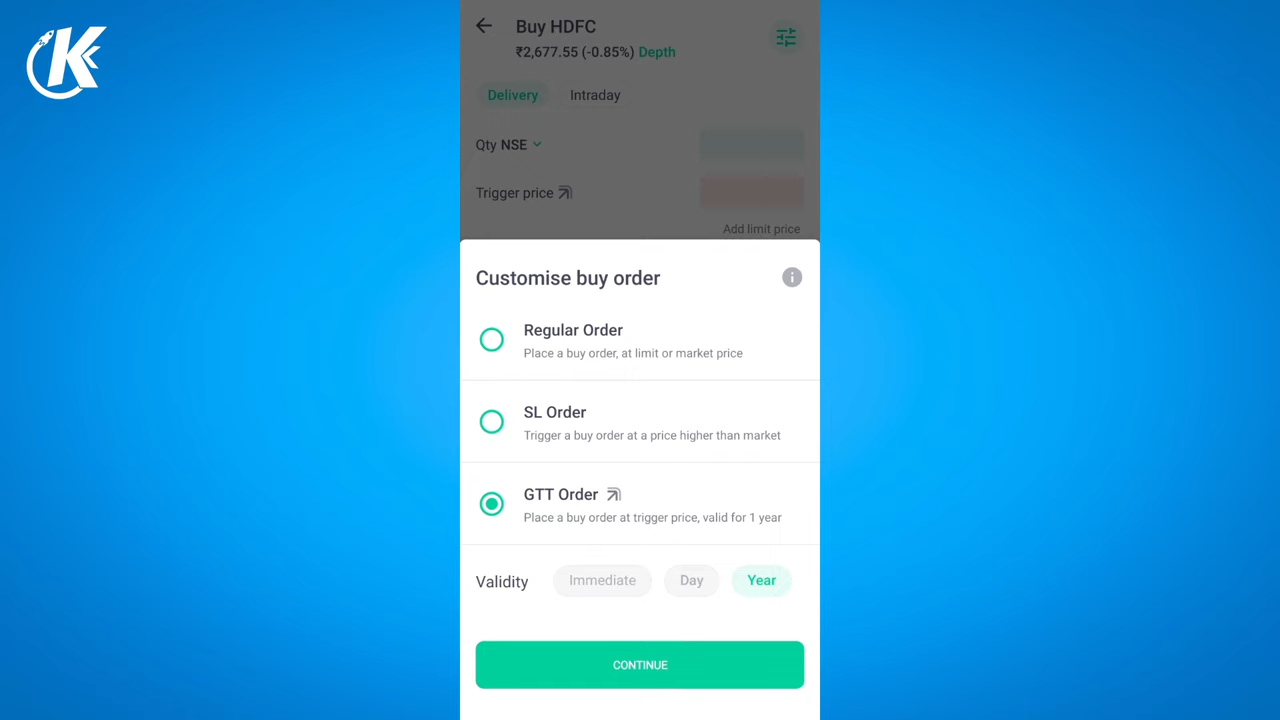 K
Buy HDFC
₹2,677.55 (-0.85%) Depth
Delivery Intraday
Qty NSE
Trigger price
Add limit price
Customise buy order
Regular Order
Place a buy order, at limit or market price
SL Order
Trigger a buy order at a price higher than market
GTT Order
Place a buy order at trigger price, valid for 1 year
Validity Immediate Day Year
CONTINUE